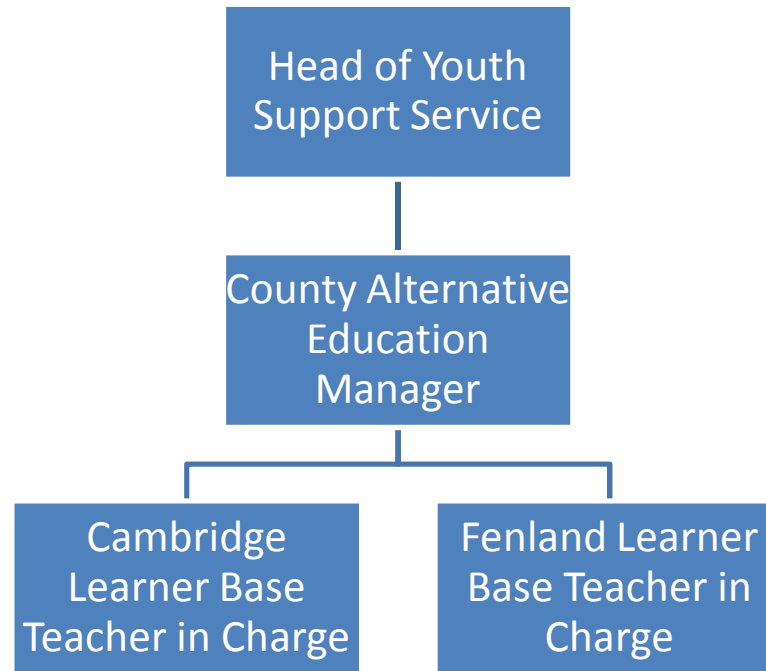 Head of Youth
Support Service
County Alternative
Education
Manager
Cambridge
Learner Base
Teacher in Charge
Fenland Learner
Base Teacher in
Charge